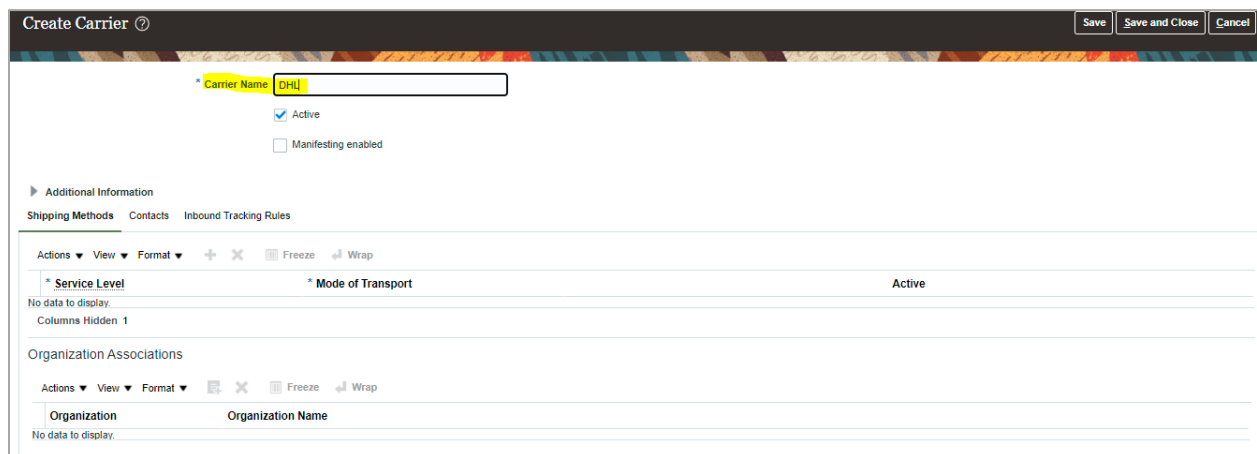 Create Carrier ? Save Save and Close Cancel
* Carrier Name DHL
Active
Manifesting enabled
Additional Information
Shipping Methods Contacts Inbound Tracking Rules
Actions View Format Freeze Wrap
* Service Level * Mode of Transport Active
No data to display.
Columns Hidden 1
Organization Associations
Actions View Format Freeze Wrap
Organization Organization Name
No data to display.